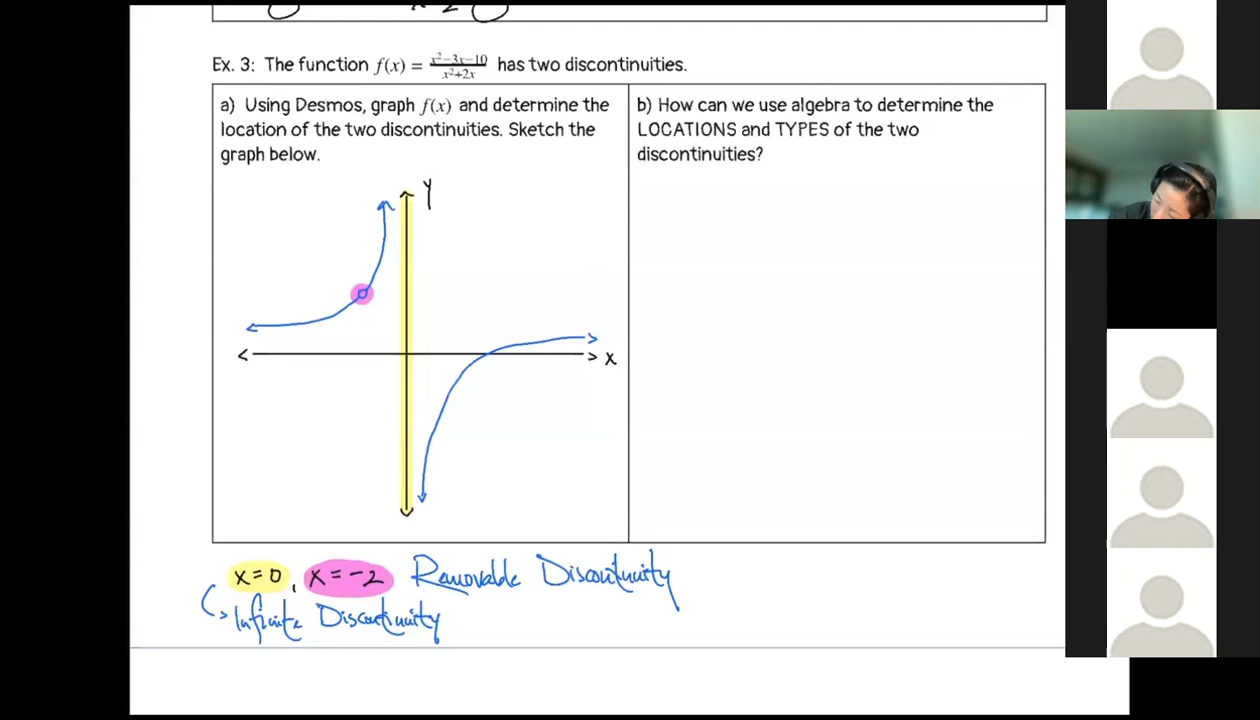 Ex. 3: The function f(x) = \frac{x²-3x-10}{x²+2x} has two discontinuities.
a) Using Desmos, graph f(x) and determine the
location of the two discontinuities. Sketch the
graph below.
b) How can we use algebra to determine the
LOCATIONS and TYPES of the two
discontinuities?
Y
x
x=0, x=-2 Removable Discontinuity
Infinite Discontinuity